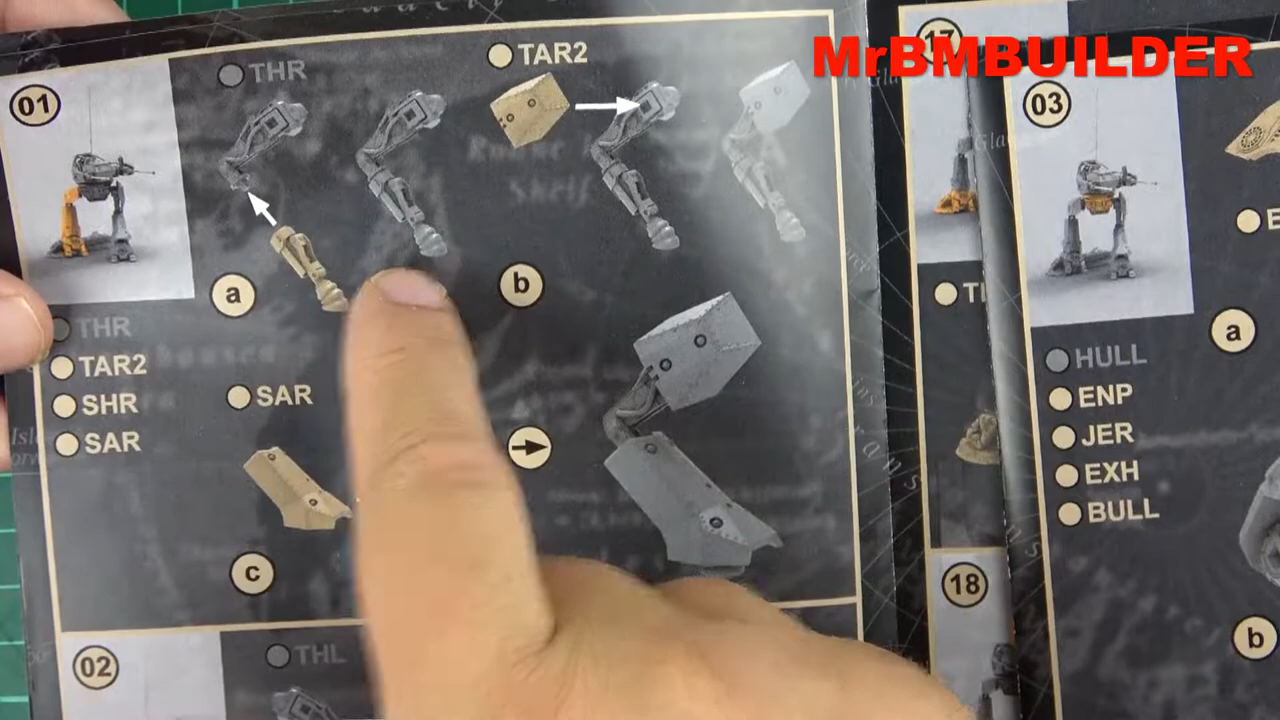 MrBMBUILDER
01
THR
TAR2
a
b
THR
TAR2
SHR
SAR
SAR
c
02
THL
17
18
03
HULL
ENP
JER
EXH
BULL
a
b